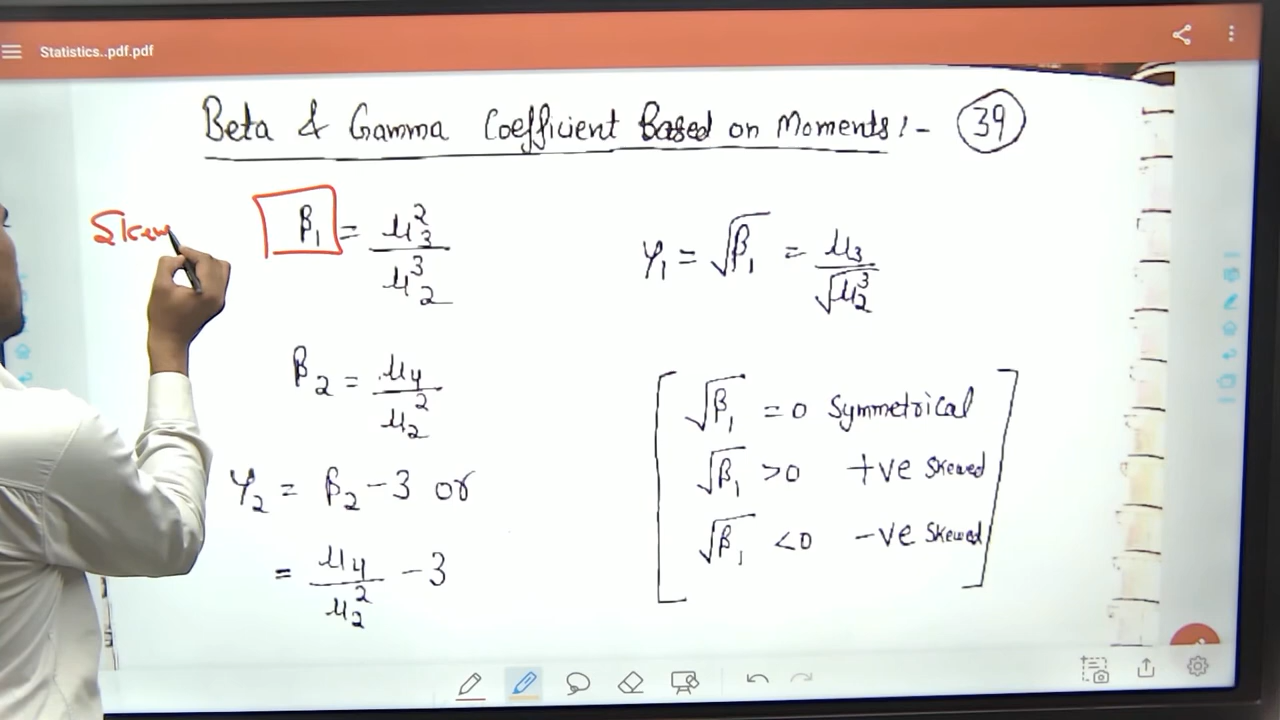 Statistics..pdf.pdf
Beta & Gamma Coefficient Based on Moments :- 39
Skew
β₁ = μ₃² / μ₂³
γ₁ = √β₁ = μ₃ / √μ₂³
β₂ = μ₄ / μ₂²
√β₁ = 0 Symmetrical
√β₁ > 0 +ve skewed
γ₂ = β₂ - 3 or
√β₁ < 0 -ve skewed
= μ₄ / μ₂² - 3